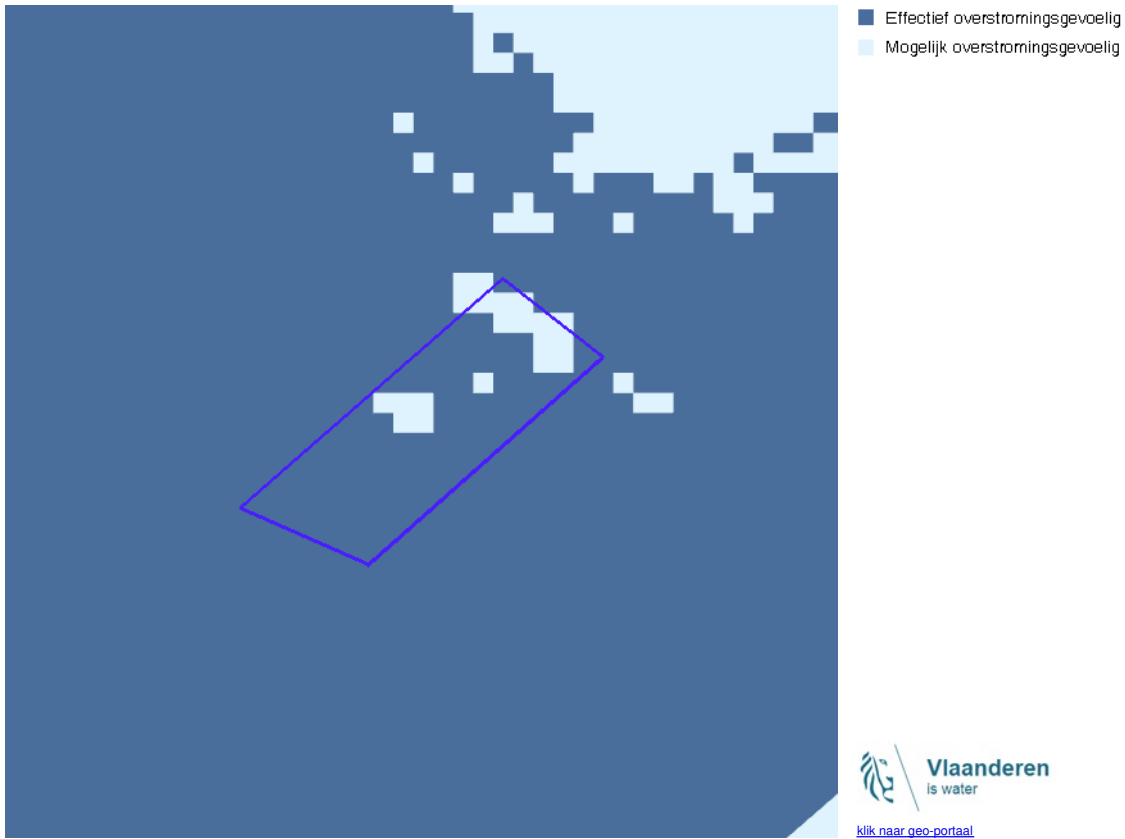 Effectief overstromingsgevoelig
Mogelijk overstromingsgevoelig
Vlaanderen
is water
klik naar geo-portaal